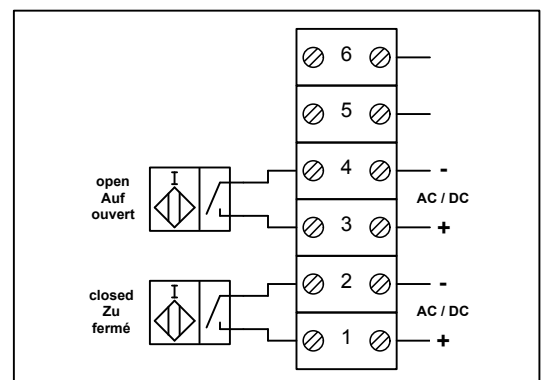 6
5
open
Auf
ouvert
4 -
AC / DC
3 +
closed
Zu
fermé
2 -
AC / DC
1 +